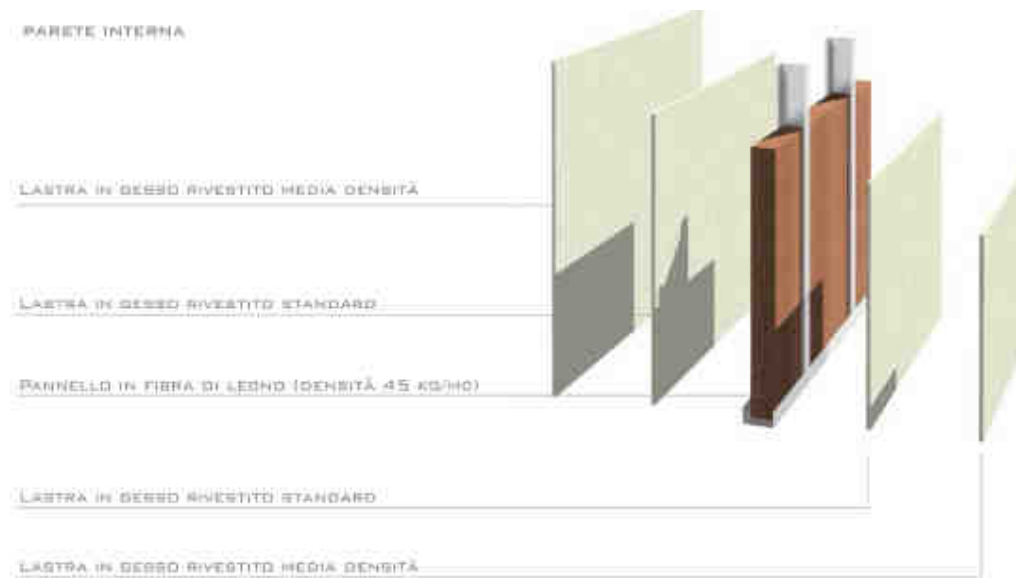 PARETE INTERNA
LASTRA IN GESSO RIVESTITO MEDIA DENSITÀ
LASTRA IN GESSO RIVESTITO STANDARD
PANNELLO IN FIBRA DI LEGNO (DENSITÀ 45 KG/MC)
LASTRA IN GESSO RIVESTITO STANDARD
LASTRA IN GESSO RIVESTITO MEDIA DENSITÀ